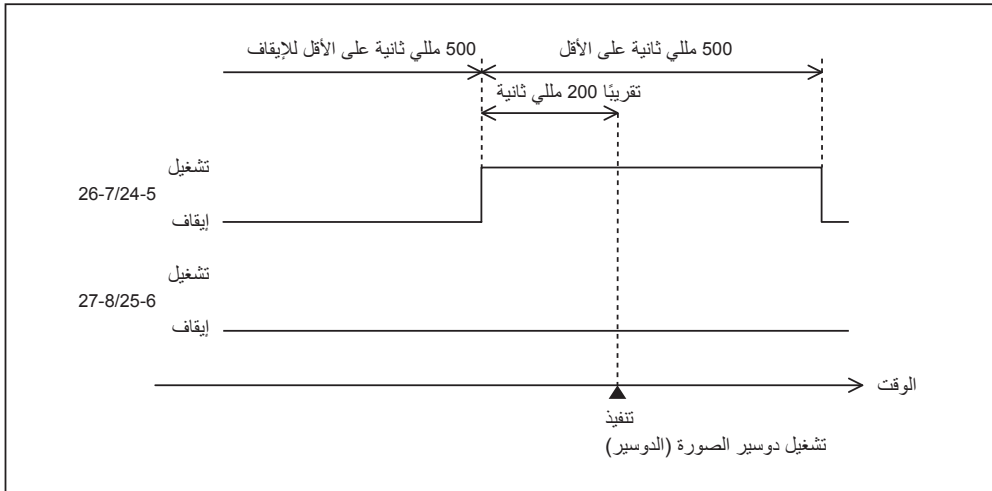 500 مللي ثانية على الأقل للإيقاف
500 مللي ثانية على الأقل
تقريبًا 200 مللي ثانية
تشغيل
26-7/24-5
إيقاف
تشغيل
27-8/25-6
إيقاف
الوقت
تنفيذ
تشغيل دوسير الصورة (الدوسير)